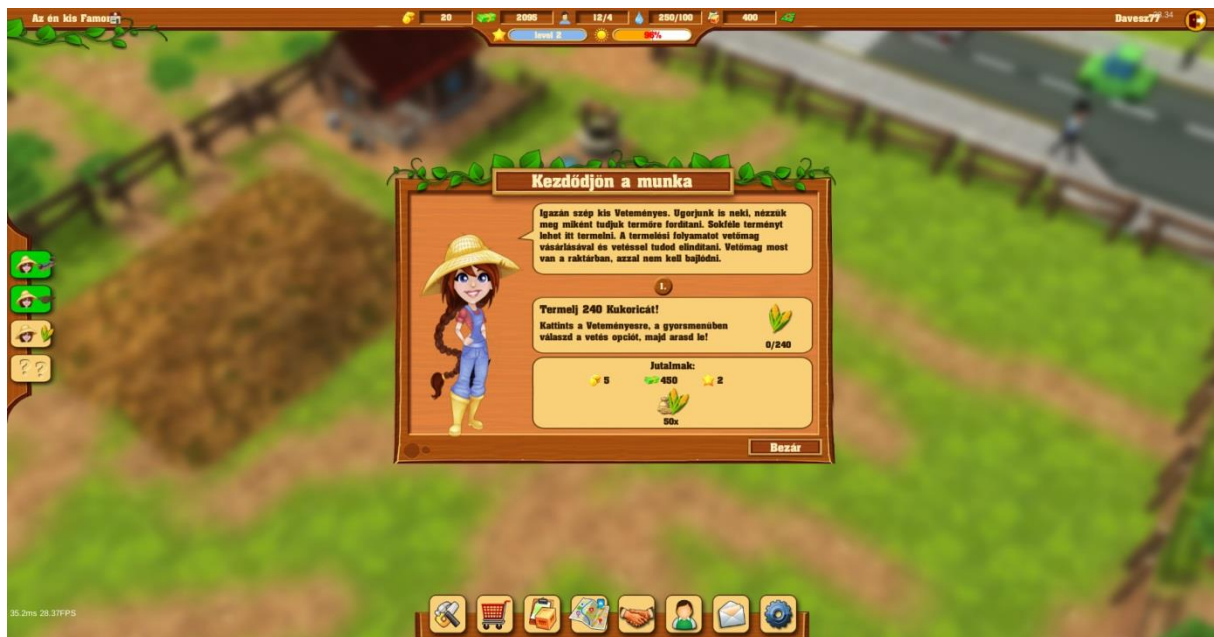 Az én kis Famom
20
2095
12/4
250/100
400
Davesz77
level 2
96%
Kezdődjön a munka
Igazán szép kis Veteményes. Ugorjunk is neki, nézzük
meg miként tudjuk termőre fordítani. Sokféle terményt
lehet itt termelni. A termelési folyamatot vetőmag
vásárlásával és vetéssel tudod elindítani. Vetőmag most
van a raktárban, azzal nem kell bajlódni.
1.
Termelj 240 Kukoricát!
Kattints a Veteményesre, a gyorsmenüben
válaszd a vetés opciót, majd arasd le!
0/240
Jutalmak:
5
450
2
50x
Bezár
? ?
35.2ms 28.37FPS